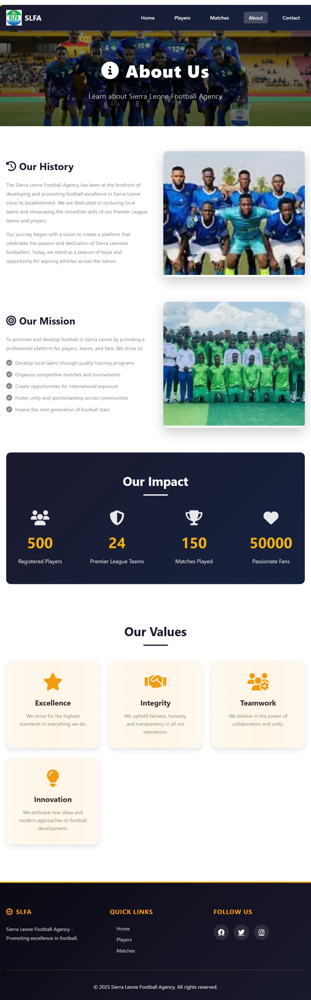 SLFA
SLFA
Home
Players
Matches
About
Contact
1
4
15
12
7
2
6
8
About Us
Learn about Sierra Leone Football Agency
SLFA
Our History
The Sierra Leone Football Agency has been at the forefront of
developing and promoting football excellence in Sierra Leone
since its establishment. We are dedicated to nurturing local
talent and showcasing the incredible skills of our Premier League
teams and players.
Our journey began with a vision to create a platform that
celebrates the passion and dedication of Sierra Leonean
footballers. Today, we stand as a beacon of hope and
opportunity for aspiring athletes across the nation.
Our Mission
To promote and develop football in Sierra Leone by providing a
professional platform for players, teams, and fans. We strive to:
Develop local talent through quality training programs
Organize competitive matches and tournaments
Create opportunities for international exposure
Foster unity and sportsmanship across communities
Inspire the next generation of football stars
Our Impact
500
Registered Players
24
Premier League Teams
150
Matches Played
50000
Passionate Fans
Our Values
Excellence
We strive for the highest
standards in everything we do.
Integrity
We uphold fairness, honesty,
and transparency in all our
operations.
Teamwork
We believe in the power of
collaboration and unity.
Innovation
We embrace new ideas and
modern approaches to football
development.
SLFA
Sierra Leone Football Agency -
Promoting excellence in football.
QUICK LINKS
Home
Players
Matches
FOLLOW US
© 2025 Sierra Leone Football Agency. All rights reserved.